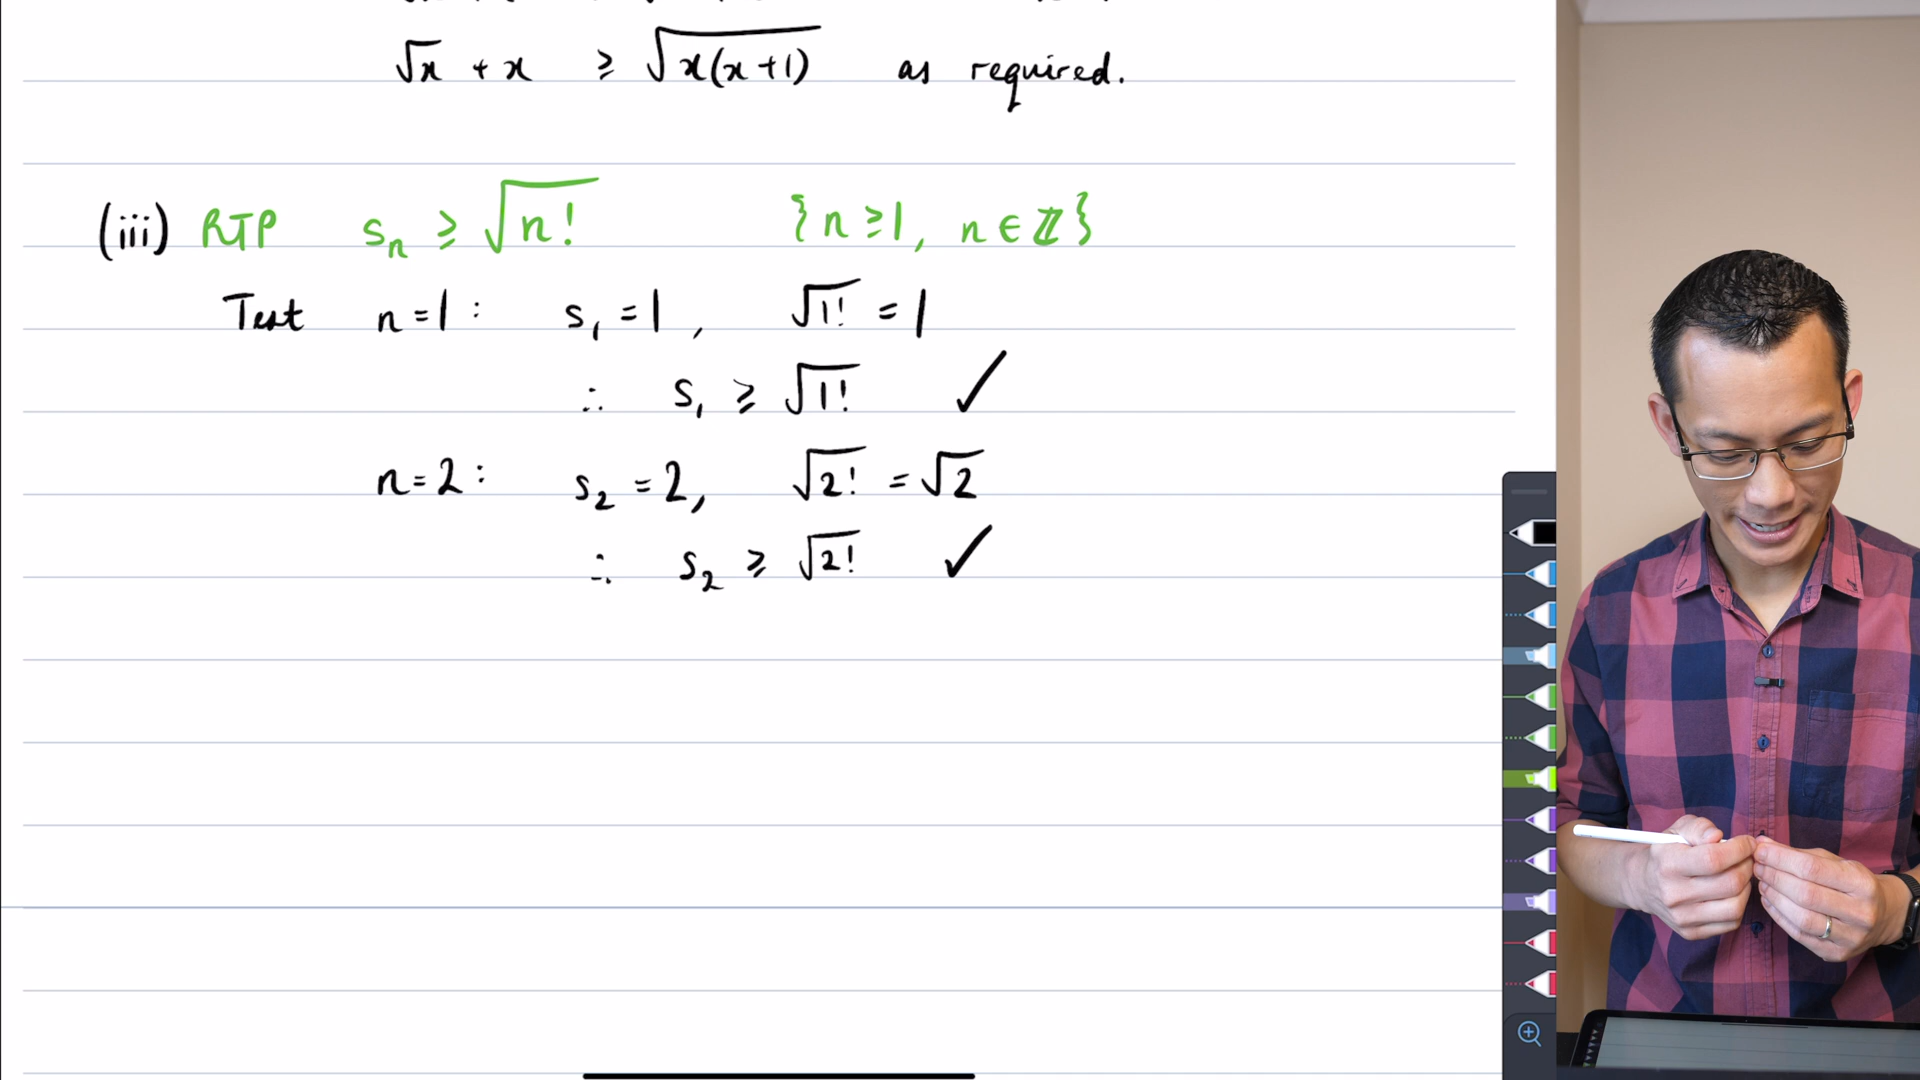 √x + x ≥ √x(x+1) as required.
(iii) RTP sₙ ≥ √n! {n ≥ 1, n ∈ ℤ}
Test n=1: s₁ = 1, √1! = 1
∴ s₁ ≥ √1! ✓
n=2: s₂ = 2, √2! = √2
∴ s₂ ≥ √2! ✓